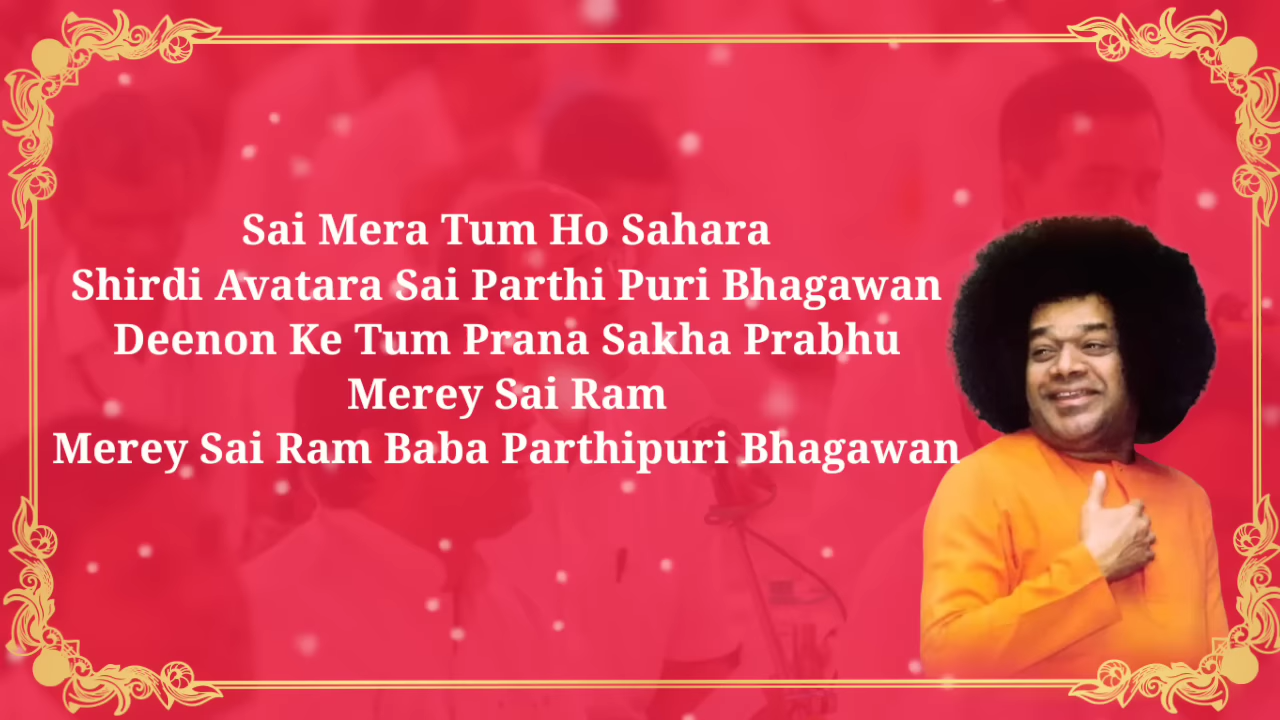 Sai Mera Tum Ho Sahara
Shirdi Avatara Sai Parthi Puri Bhagawan
Deenon Ke Tum Prana Sakha Prabhu
Merey Sai Ram
Merey Sai Ram Baba Parthipuri Bhagawan